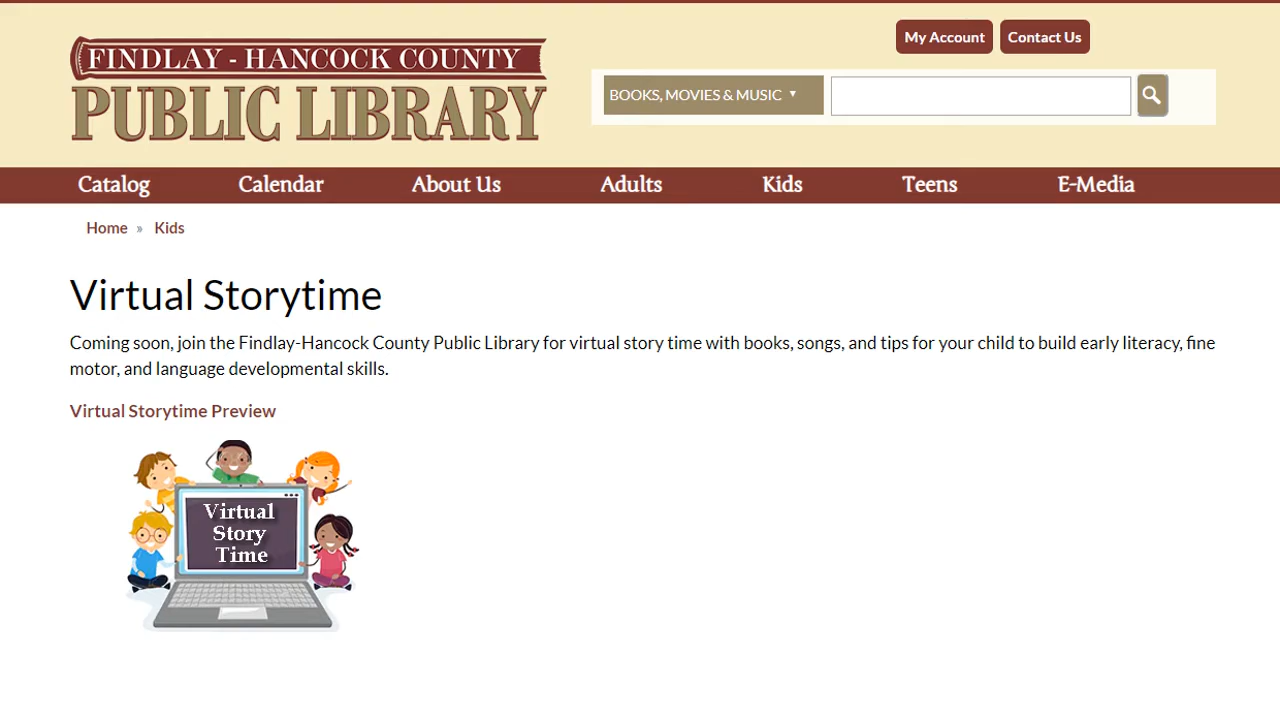 FINDLAY - HANCOCK COUNTY
PUBLIC LIBRARY
My Account
Contact Us
BOOKS, MOVIES & MUSIC
Catalog
Calendar
About Us
Adults
Kids
Teens
E-Media
Home » Kids
Virtual Storytime
Coming soon, join the Findlay-Hancock County Public Library for virtual story time with books, songs, and tips for your child to build early literacy, fine
motor, and language developmental skills.
Virtual Storytime Preview
Virtual
Story
Time